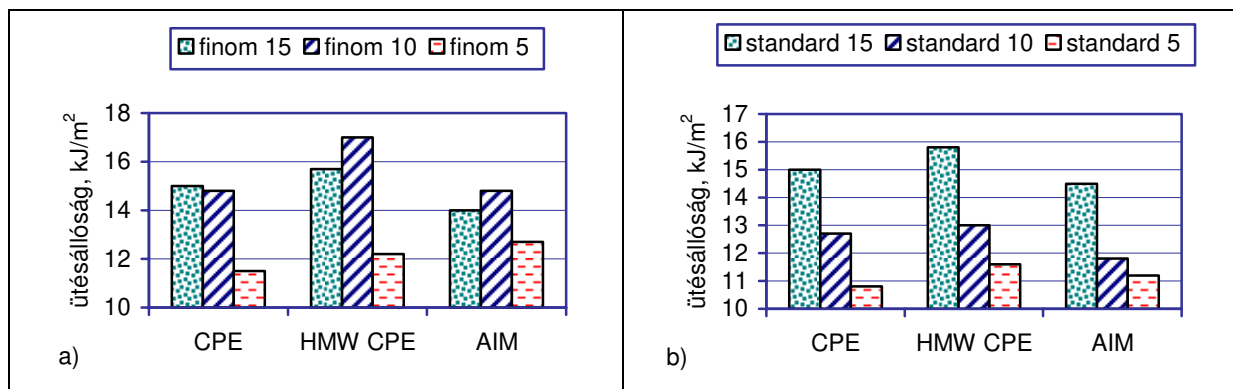 finom 15 finom 10 finom 5
ütésállóság, kJ/m²
18
16
14
12
10
CPE HMW CPE AIM
a)
standard 15 standard 10 standard 5
ütésállóság, kJ/m²
17
16
15
14
13
12
11
10
CPE HMW CPE AIM
b)